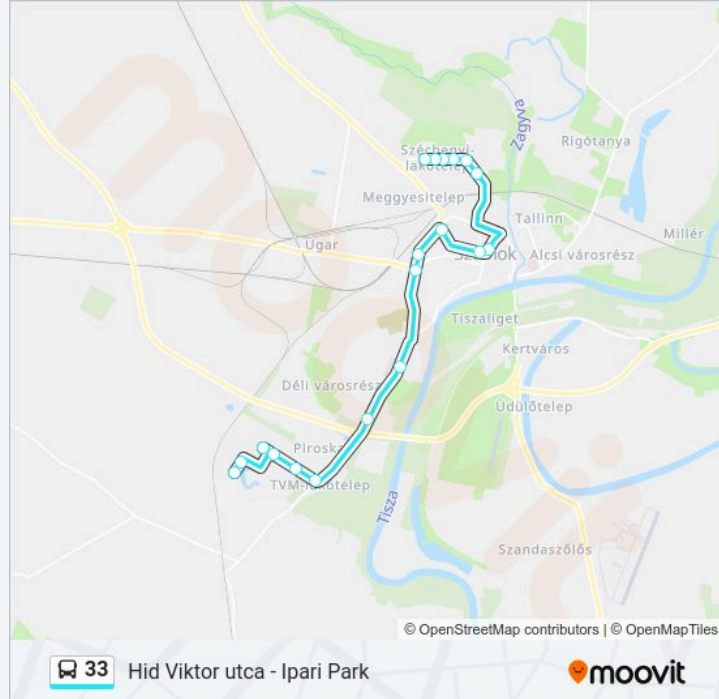 Zagyva
Rigótanya
Széchenyi-
lakótelep
Meggyesitelep
Tallinn
Millér
Ugar
Szolnok
Alcsi városrész
Tiszaliget
Kertváros
Déli városrész
Üdülőtelep
Piroska
TVM-lakótelep
Tisza
Szandaszőlős
© OpenStreetMap contributors | © OpenMapTiles
33 Hid Viktor utca - Ipari Park
moovit